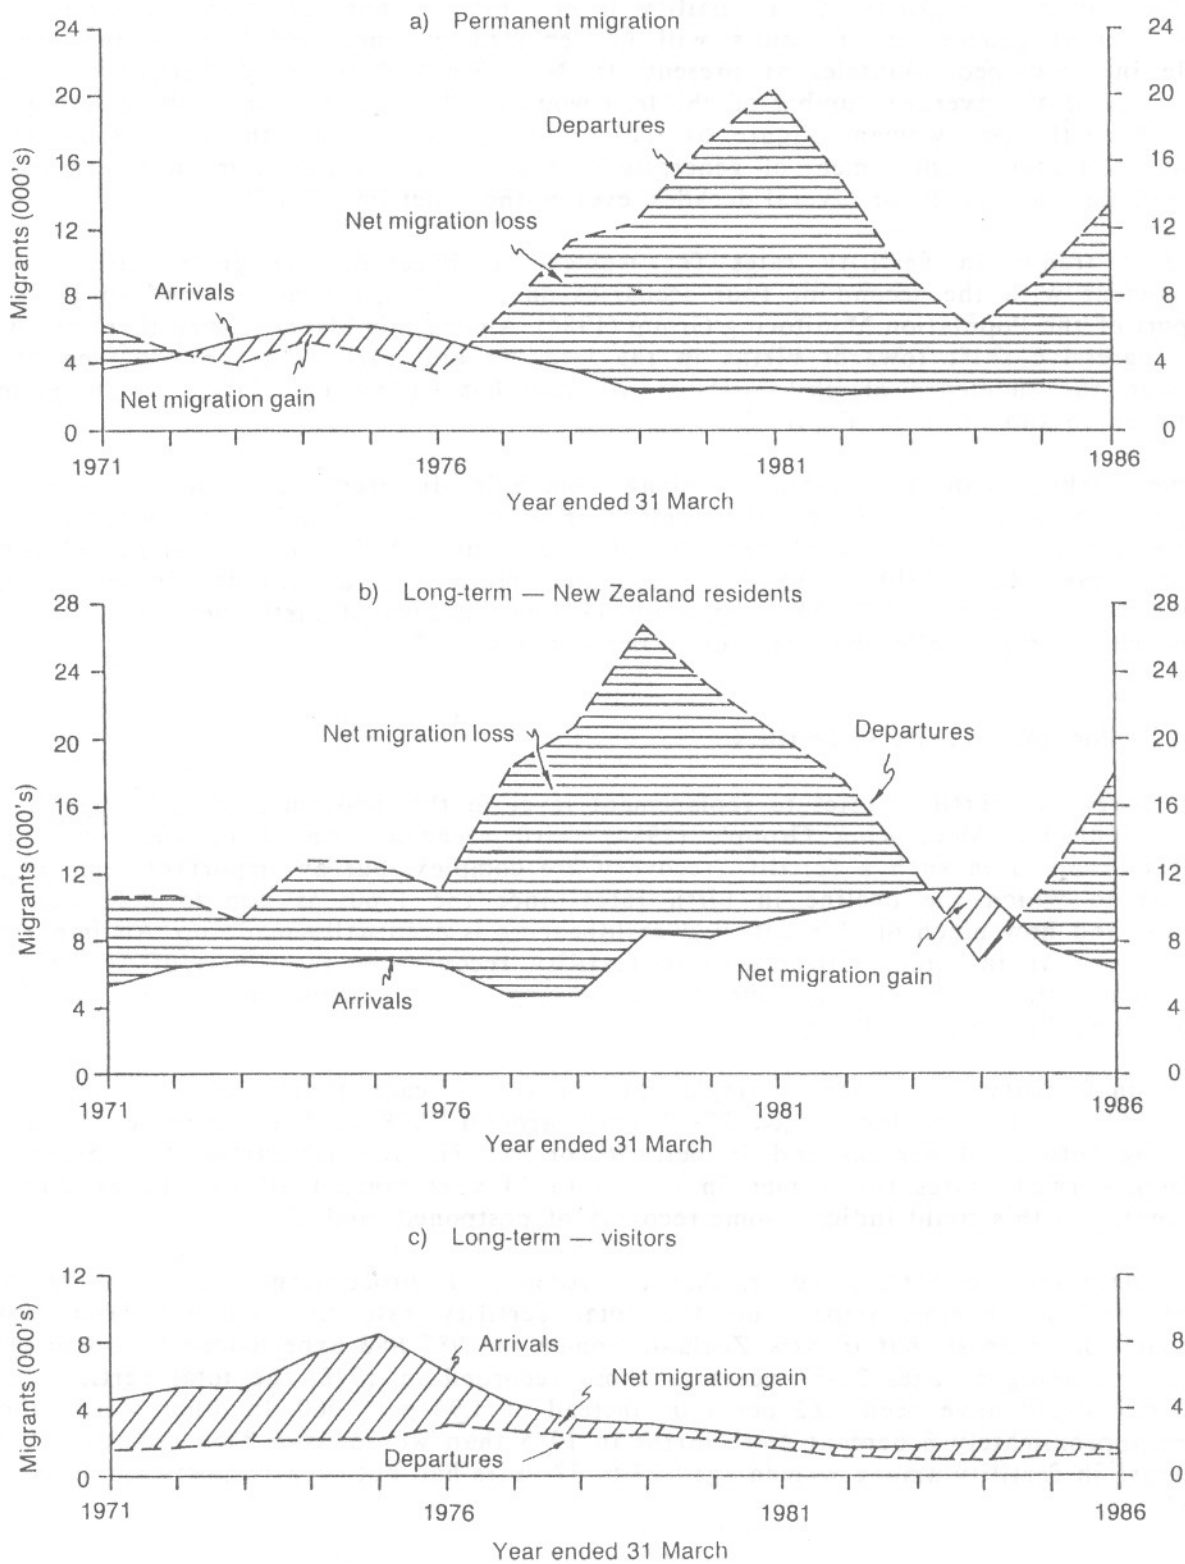 a) Permanent migration
24
20
16
12
8
4
0
24
20
16
12
8
4
0
Migrants (000's)
Departures
Net migration loss
Arrivals
Net migration gain
1971
1976
1981
1986
Year ended 31 March
b) Long-term — New Zealand residents
28
24
20
16
12
8
4
0
28
24
20
16
12
8
4
0
Migrants (000's)
Net migration loss
Departures
Net migration gain
Arrivals
1971
1976
1981
1986
Year ended 31 March
c) Long-term — visitors
12
8
4
0
8
4
0
Migrants (000's)
Arrivals
Net migration gain
Departures
1971
1976
1981
1986
Year ended 31 March